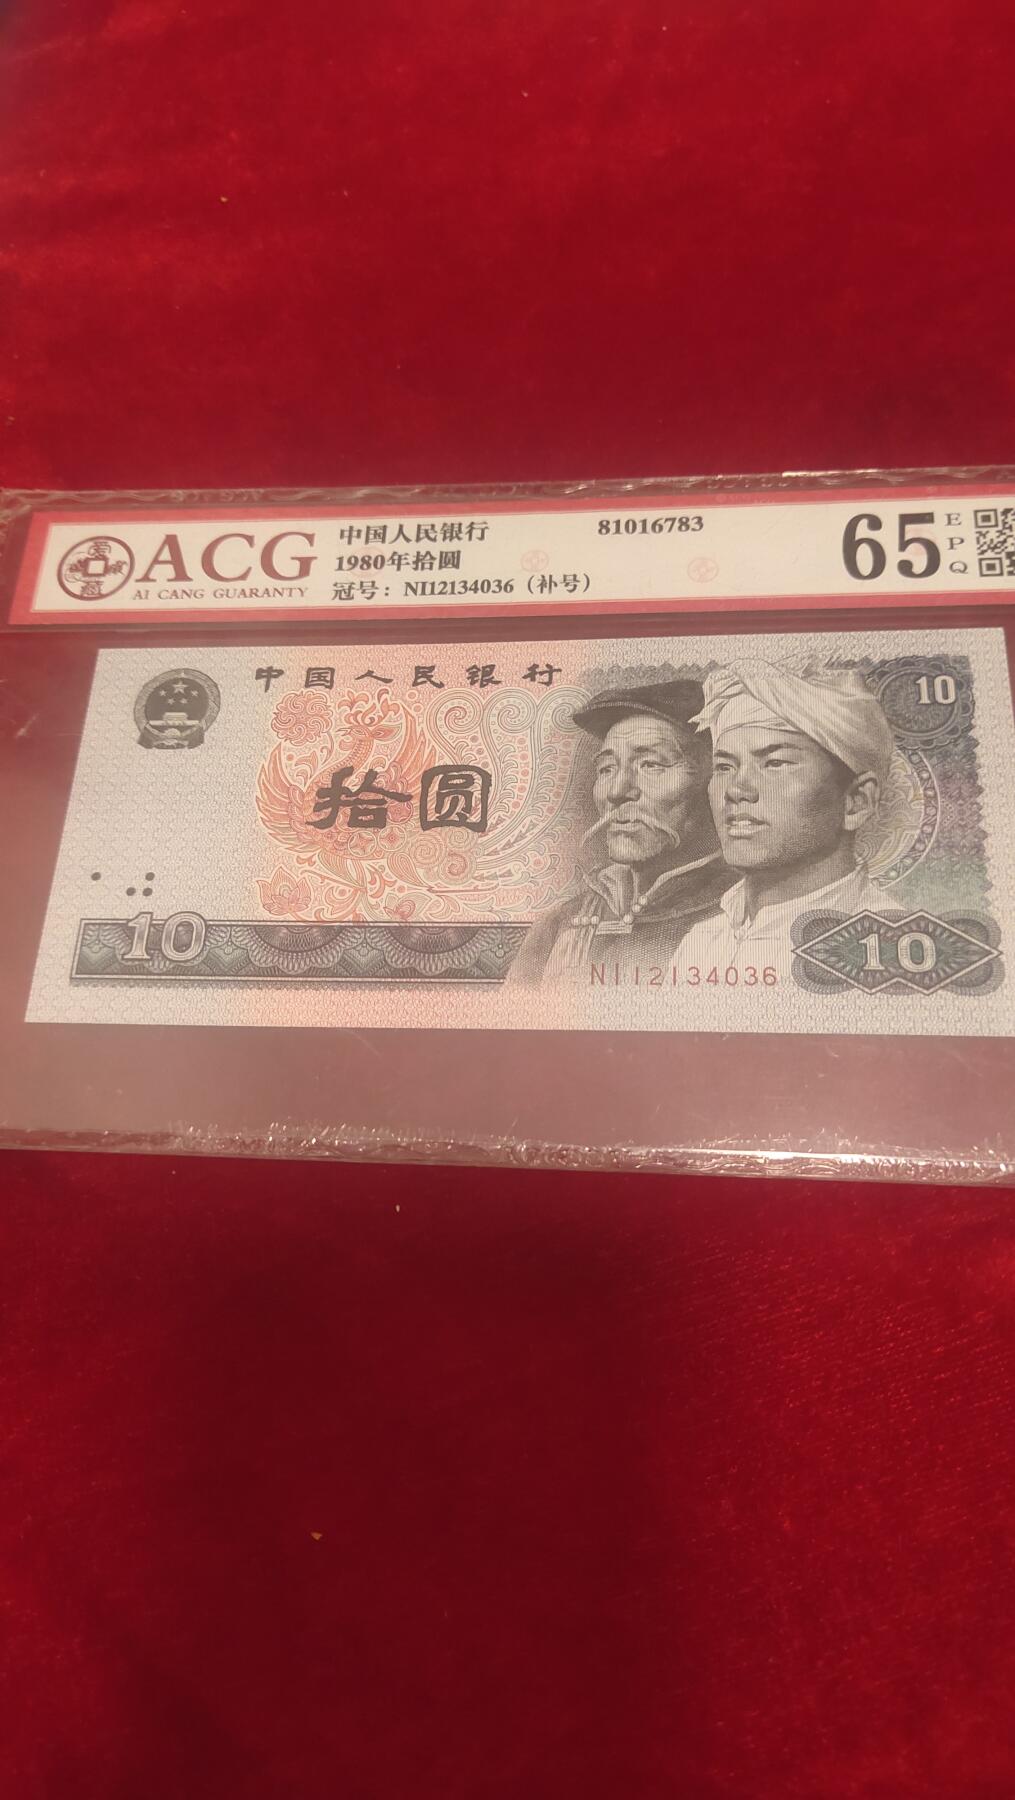 ACG
AI CANG GUARANTY
中国人民银行
1980年拾圆
冠号：NI12134036（补号）
81016783
65
EPQ
中国人民银行
10
拾圆
10
NI12134036
10